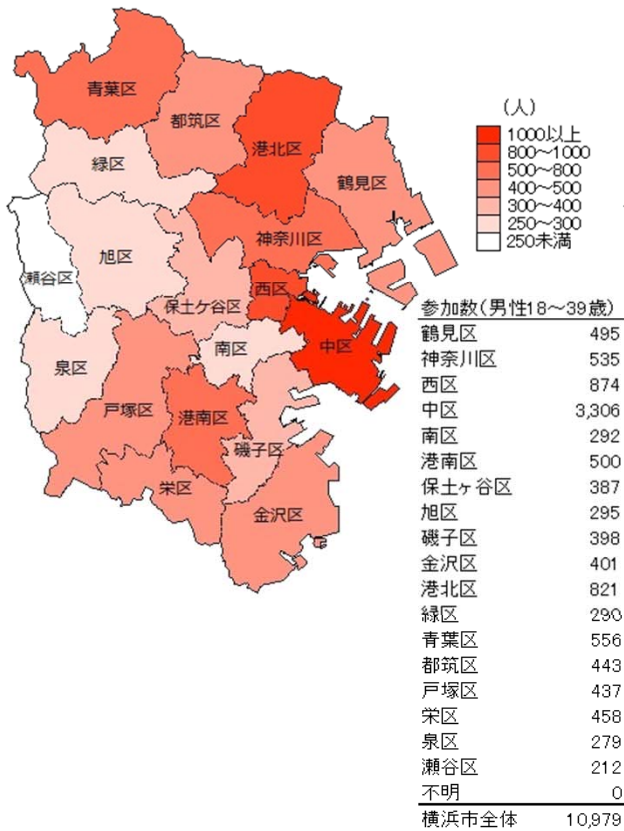 青葉区
都筑区
港北区
緑区
鶴見区
神奈川区
旭区
瀬谷区
西区
保土ケ谷区
中区
南区
泉区
戸塚区
港南区
磯子区
栄区
金沢区
(人)
1000以上
800～1000
500～800
400～500
300～400
250～300
250未満
参加数(男性18～39歳)
鶴見区 495
神奈川区 535
西区 874
中区 3,306
南区 292
港南区 500
保土ヶ谷区 387
旭区 295
磯子区 398
金沢区 401
港北区 821
緑区 290
青葉区 556
都筑区 443
戸塚区 437
栄区 458
泉区 279
瀬谷区 212
不明 0
横浜市全体 10,979